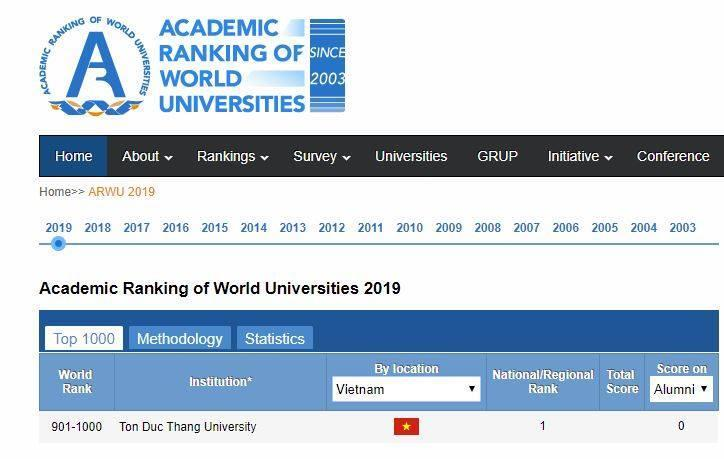 ACADEMIC RANKING OF WORLD UNIVERSITIES
A
ACADEMIC
RANKING OF
WORLD
UNIVERSITIES
SINCE
2003
Home About Rankings Survey Universities GRUP Initiative Conference
Home>> ARWU 2019
2019 2018 2017 2016 2015 2014 2013 2012 2011 2010 2009 2008 2007 2006 2005 2004 2003
Academic Ranking of World Universities 2019
Top 1000 Methodology Statistics
World Rank Institution* By location Vietnam National/Regional Rank Total Score Score on Alumni
901-1000 Ton Duc Thang University 1 0